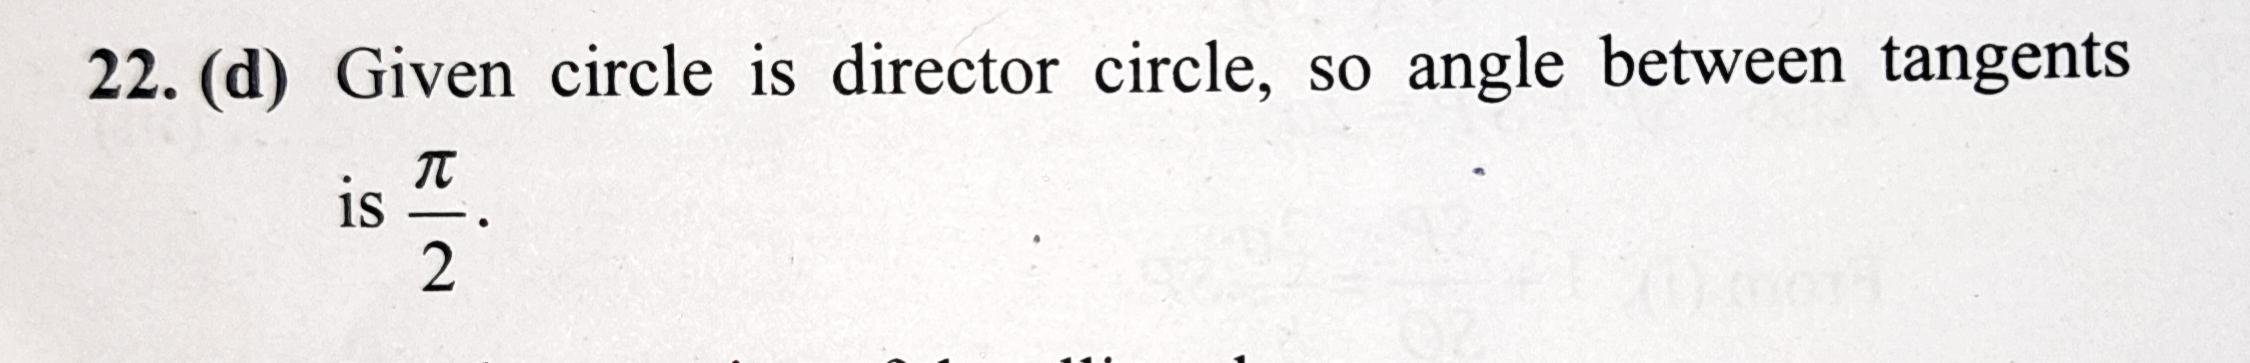 22. (d) Given circle is director circle, so angle between tangents
is π/2.